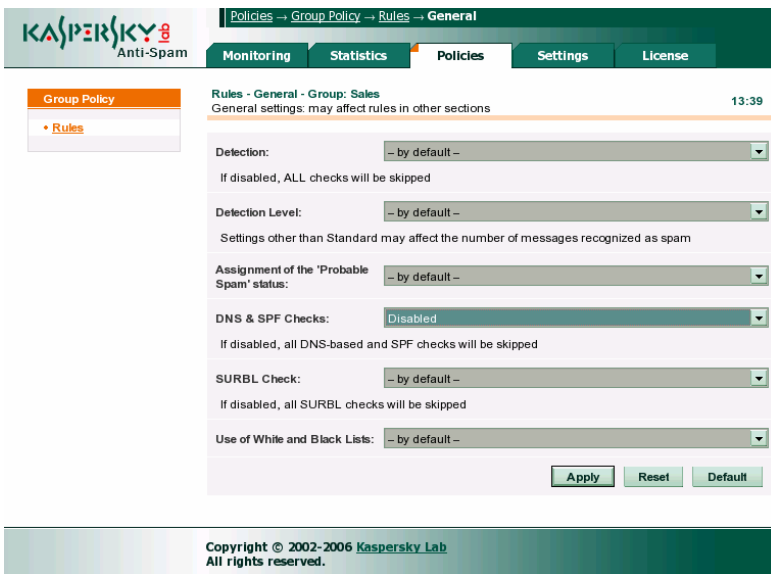 KASPERSKY lab
Anti-Spam
Policies → Group Policy → Rules → General
Monitoring Statistics Policies Settings License
Group Policy
• Rules
Rules - General - Group: Sales
General settings: may affect rules in other sections
13:39
Detection: – by default –
If disabled, ALL checks will be skipped
Detection Level: – by default –
Settings other than Standard may affect the number of messages recognized as spam
Assignment of the 'Probable
Spam' status: – by default –
DNS & SPF Checks: Disabled
If disabled, all DNS-based and SPF checks will be skipped
SURBL Check: – by default –
If disabled, all SURBL checks will be skipped
Use of White and Black Lists: – by default –
Apply Reset Default
Copyright © 2002-2006 Kaspersky Lab
All rights reserved.